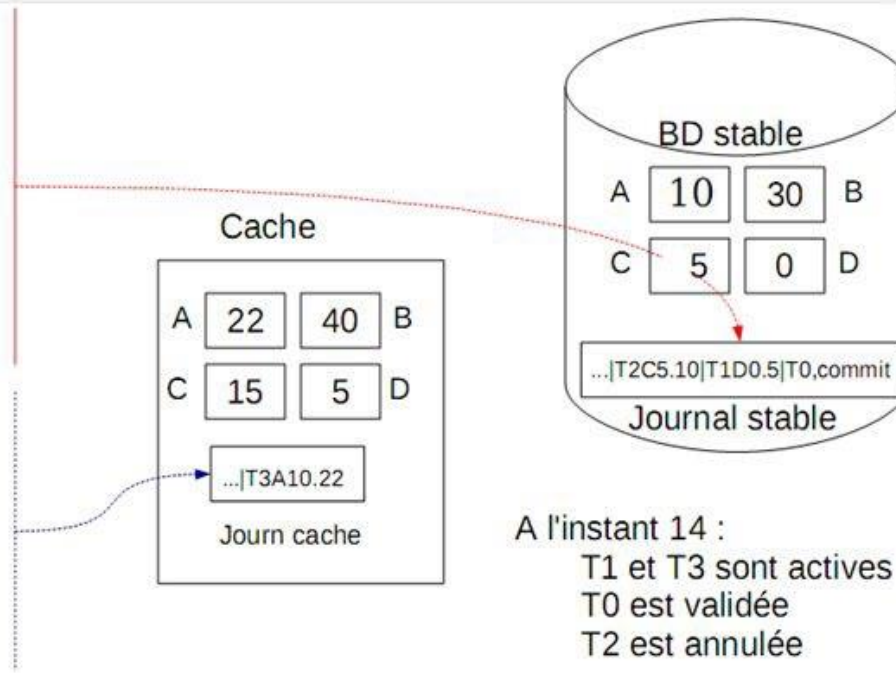 BD stable
A 10 30 B
C 5 0 D
...|T2C5.10|T1D0.5|T0,commit
Journal stable
Cache
A 22 40 B
C 15 5 D
...|T3A10.22
Journ cache
A l'instant 14 :
T1 et T3 sont actives
T0 est validée
T2 est annulée